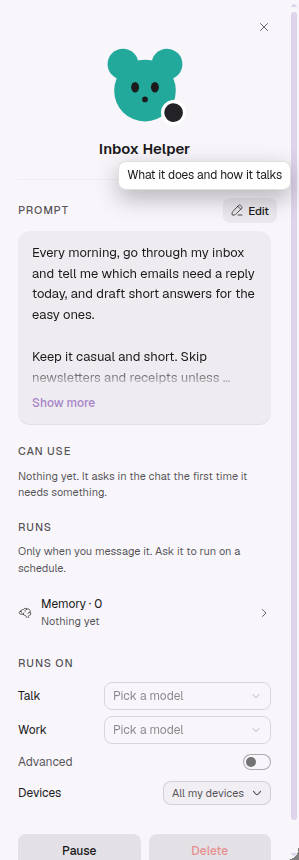 Inbox Helper
What it does and how it talks
PROMPT
Edit
Every morning, go through my inbox
and tell me which emails need a reply
today, and draft short answers for the
easy ones.
Keep it casual and short. Skip
newsletters and receipts unless ...
Show more
CAN USE
Nothing yet. It asks in the chat the first time it
needs something.
RUNS
Only when you message it. Ask it to run on a
schedule.
Memory · 0
Nothing yet
RUNS ON
Talk
Pick a model
Work
Pick a model
Advanced
Devices
All my devices
Pause
Delete